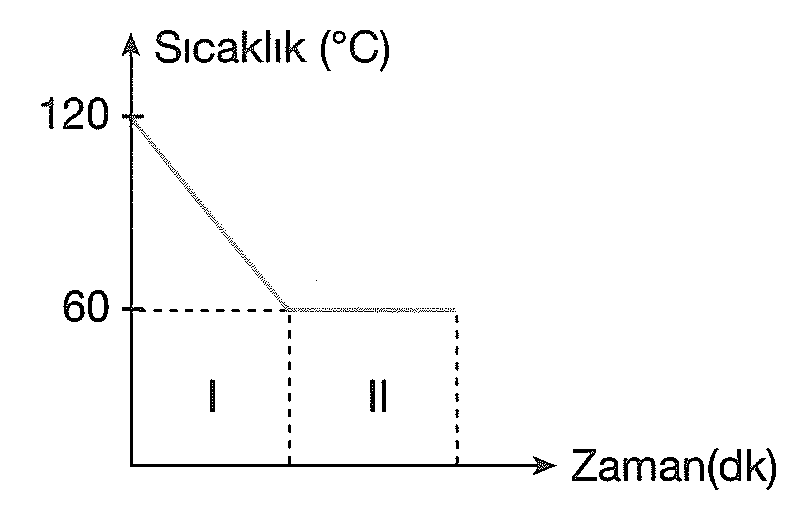 Sıcaklık (°C)
120
60
I
II
Zaman(dk)